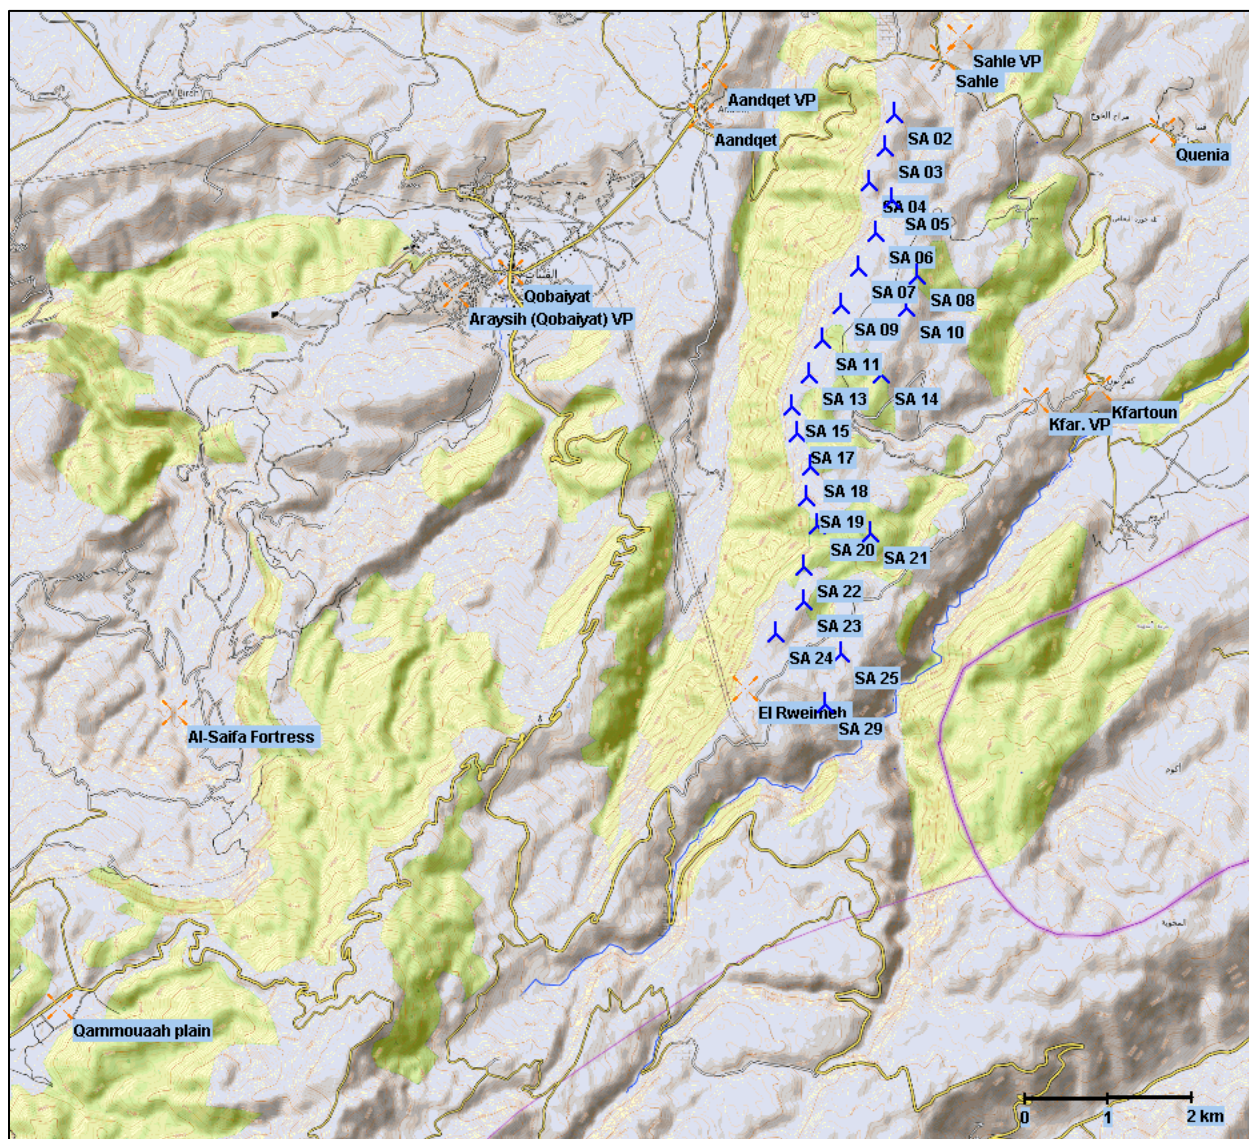 Sahle VP
Sahle
Aandqet VP
Aandqet
Quenia
SA 02
SA 03
SA 04
SA 05
SA 06
SA 07
SA 08
SA 09
SA 10
SA 11
SA 13
SA 14
SA 15
SA 17
SA 18
SA 19
SA 20
SA 21
SA 22
SA 23
SA 24
SA 25
SA 29
القبيات
Qobaiyat
Araysih (Qobaiyat) VP
Kfartoun
Kfar. VP
El Rweimeh
Al-Saifa Fortress
أكوم
Qammouaah plain
0 1 2 km